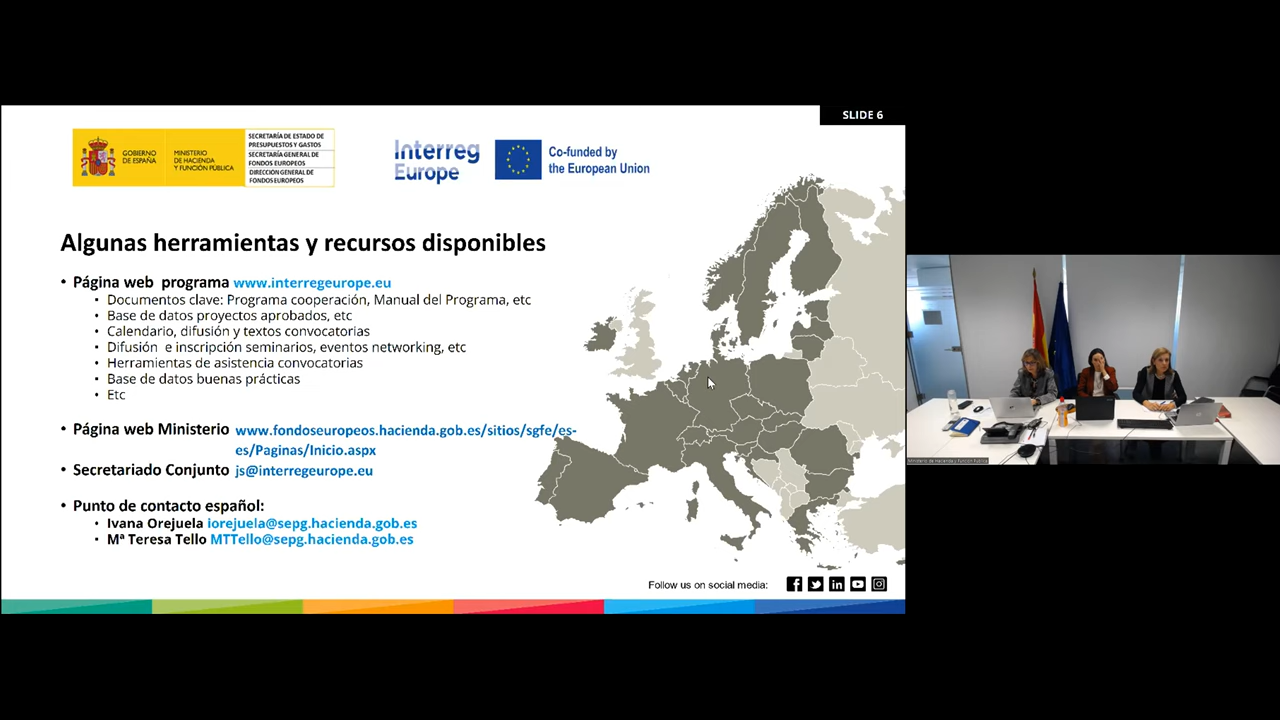 SLIDE 6
GOBIERNO
DE ESPAÑA
MINISTERIO
DE HACIENDA
Y FUNCIÓN PÚBLICA
SECRETARÍA DE ESTADO DE
PRESUPUESTOS Y GASTOS
SECRETARÍA GENERAL DE
FONDOS EUROPEOS
DIRECCIÓN GENERAL DE
FONDOS EUROPEOS
Interreg
Europe
Co-funded by
the European Union
Algunas herramientas y recursos disponibles
• Página web programa www.interregeurope.eu
• Documentos clave: Programa cooperación, Manual del Programa, etc
• Base de datos proyectos aprobados, etc
• Calendario, difusión y textos convocatorias
• Difusión e inscripción seminarios, eventos networking, etc
• Herramientas de asistencia convocatorias
• Base de datos buenas prácticas
• Etc
• Página web Ministerio www.fondoseuropeos.hacienda.gob.es/sitios/sgfe/es-
es/Paginas/Inicio.aspx
• Secretariado Conjunto js@interregeurope.eu
• Punto de contacto español:
• Ivana Orejuela iorejuela@sepg.hacienda.gob.es
• Mª Teresa Tello MTTello@sepg.hacienda.gob.es
Follow us on social media:
Ministerio de Hacienda y Función Pública